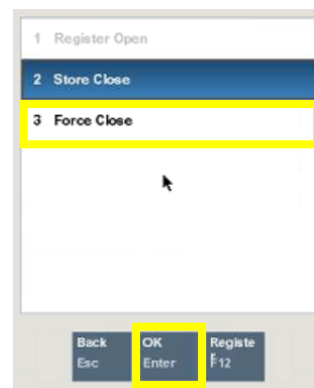 1 Register Open
2 Store Close
3 Force Close
Back OK Registe
Esc Enter F12